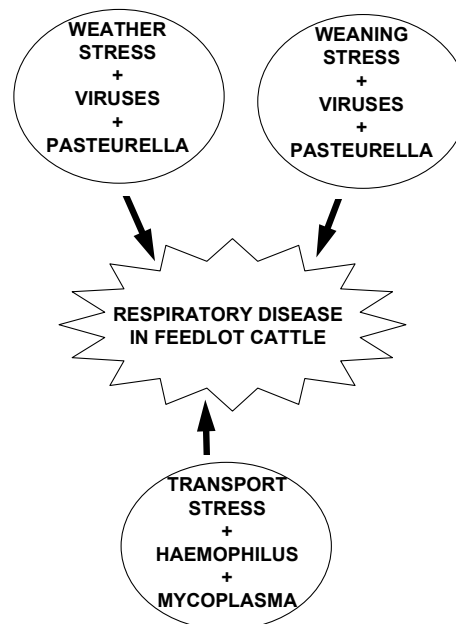 WEATHER
STRESS
+
VIRUSES
+
PASTEURELLA
WEANING
STRESS
+
VIRUSES
+
PASTEURELLA
RESPIRATORY DISEASE
IN FEEDLOT CATTLE
TRANSPORT
STRESS
+
HAEMOPHILUS
+
MYCOPLASMA